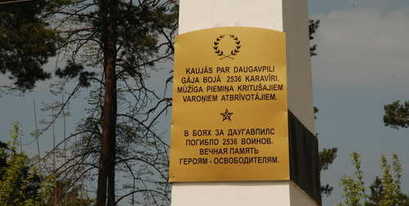 KAUJĀS PAR DAUGAVPILI
GĀJA BOJĀ 2536 KARAVĪRI.
MŪŽĪGA PIEMIŅA KRITUŠAJIEM
VAROŅIEM ATBRĪVOTĀJIEM.
В БОЯХ ЗА ДАУГАВПИЛС
ПОГИБЛО 2536 ВОИНОВ.
ВЕЧНАЯ ПАМЯТЬ
ГЕРОЯМ - ОСВОБОДИТЕЛЯМ.